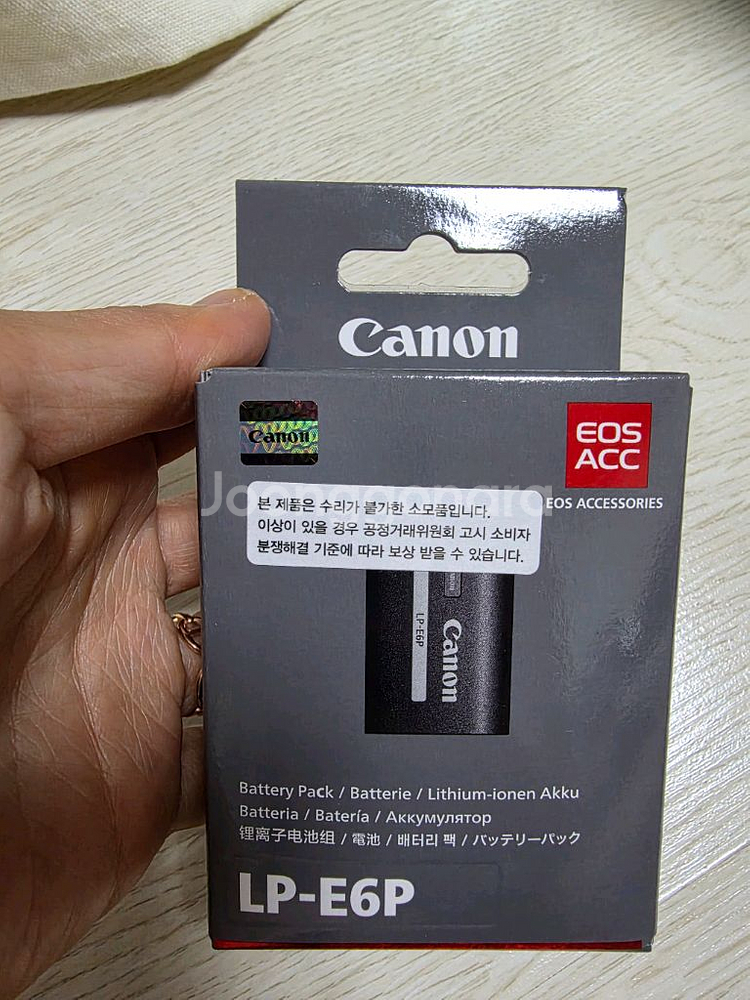 Canon
Canon
EOS
ACC
EOS ACCESSORIES
Joonggonara
본 제품은 수리가 불가한 소모품입니다.
이상이 있을 경우 공정거래위원회 고시 소비자
분쟁해결 기준에 따라 보상 받을 수 있습니다.
LP-E6P
Canon
Battery Pack / Batterie / Lithium-ionen Akku
Batteria / Batería / Аккумулятор
锂离子电池组 / 電池 / 배터리 팩 / バッテリーパック
LP-E6P